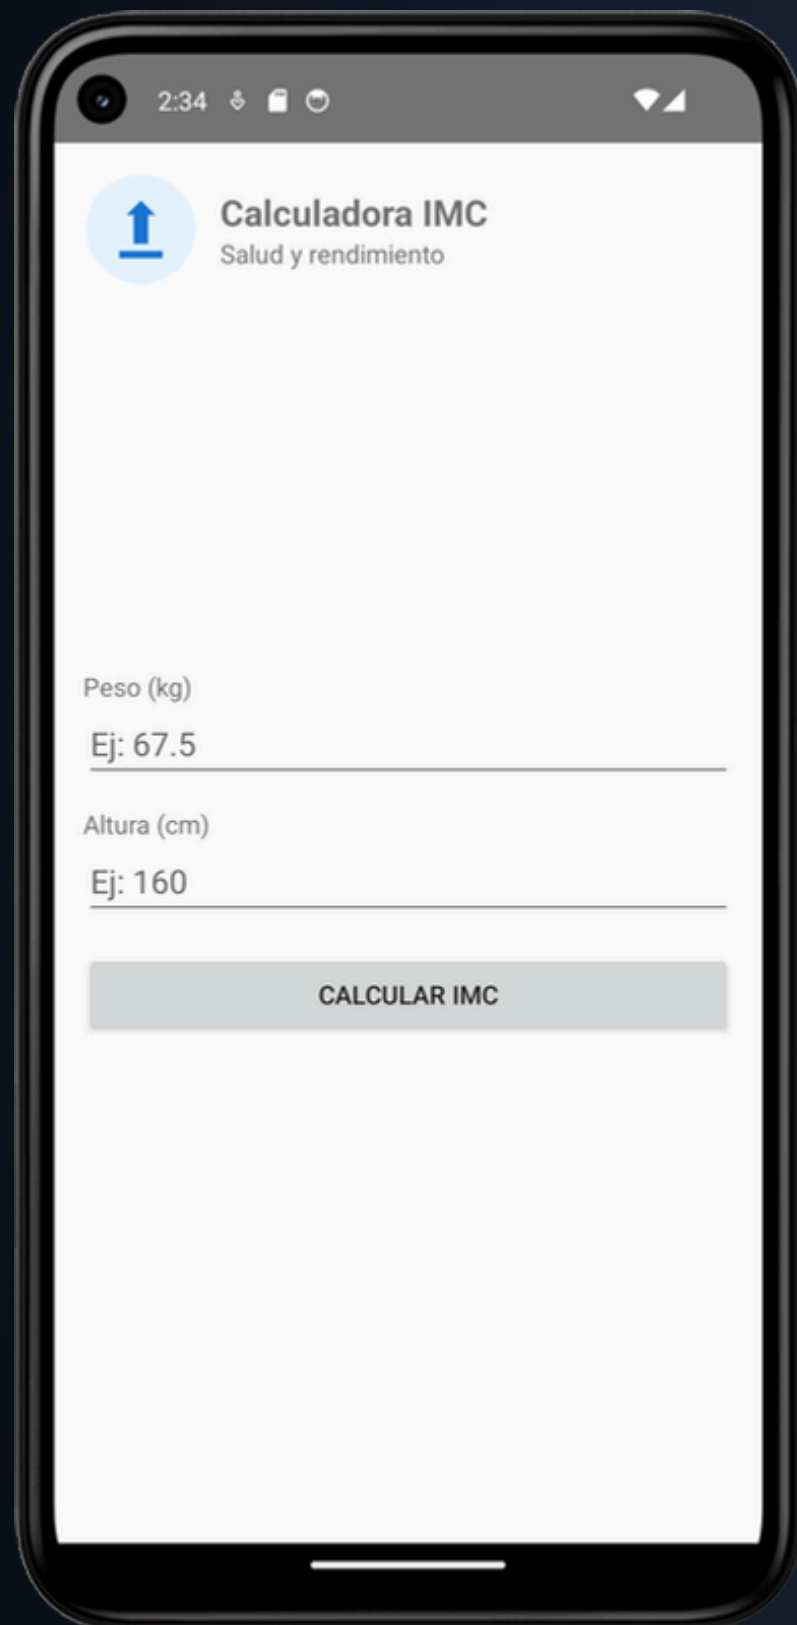 2:34
Calculadora IMC
Salud y rendimiento
Peso (kg)
Ej: 67.5
Altura (cm)
Ej: 160
CALCULAR IMC